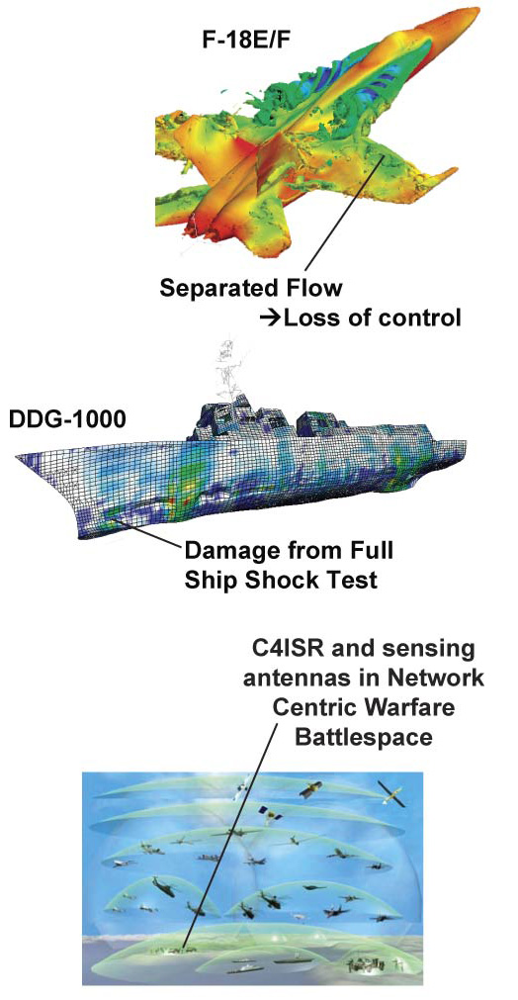 F-18E/F
Separated Flow
→Loss of control
DDG-1000
Damage from Full
Ship Shock Test
C4ISR and sensing
antennas in Network
Centric Warfare
Battlespace